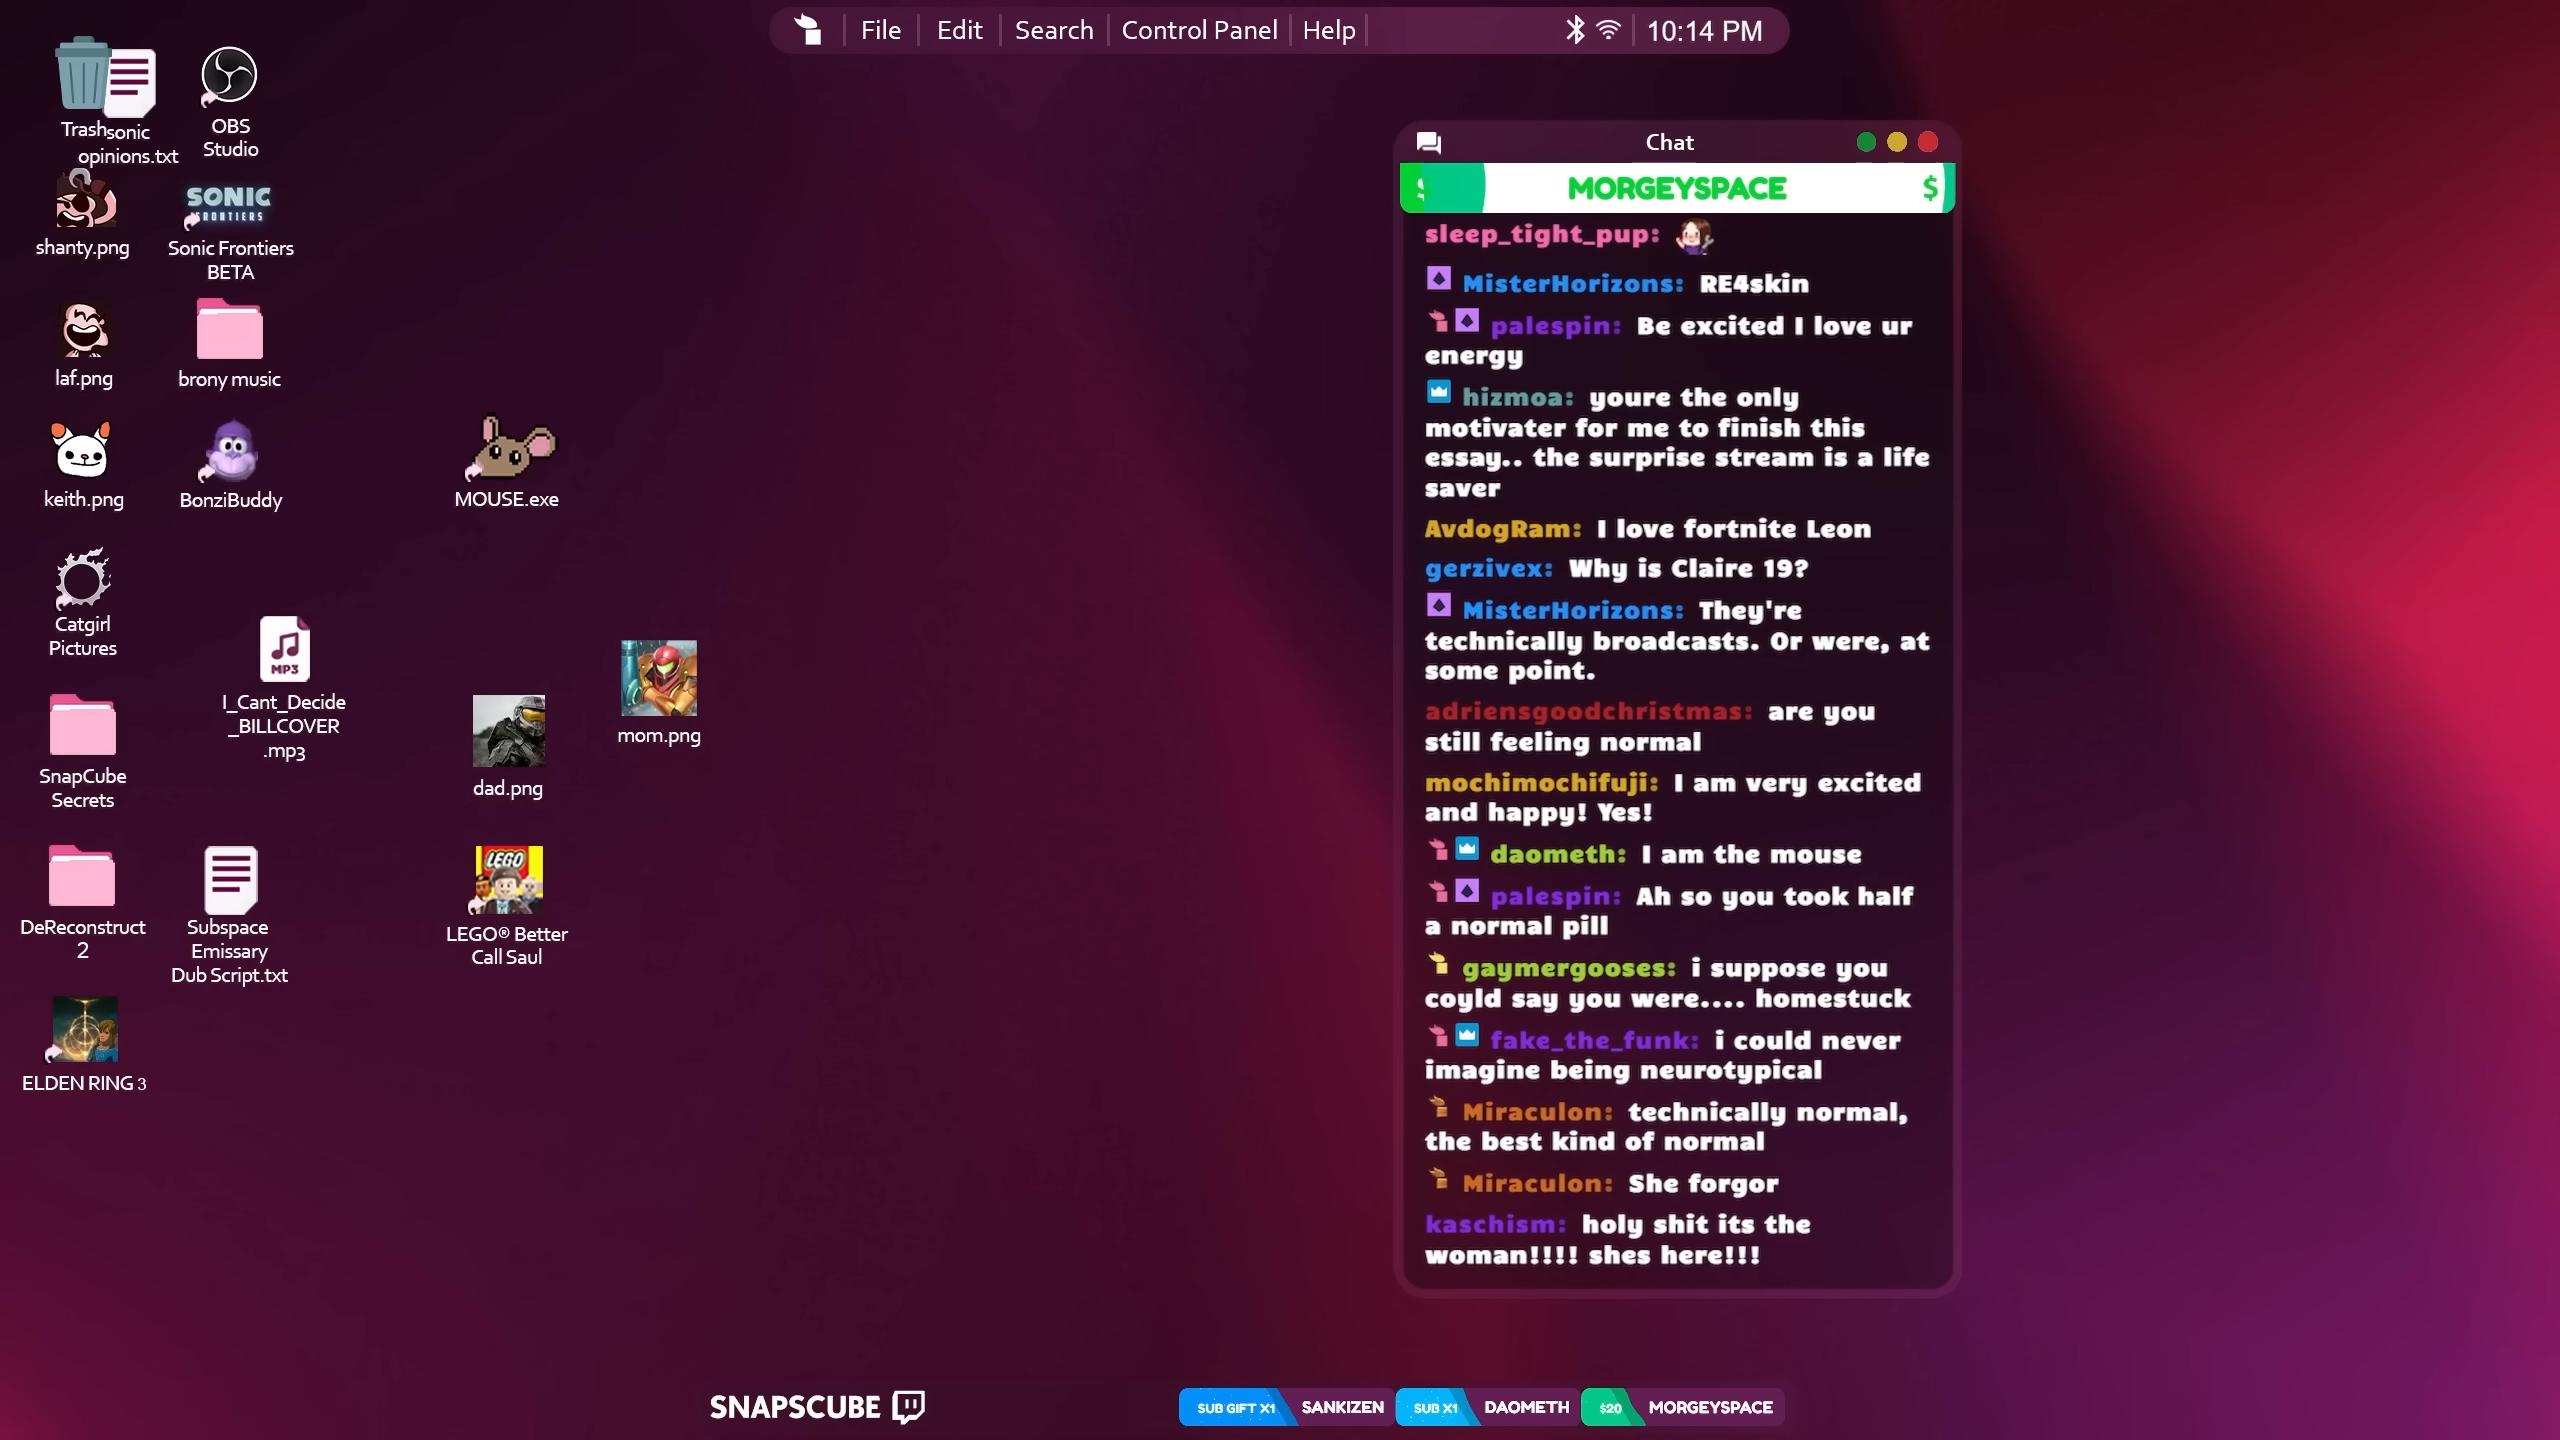 File
Edit
Search
Control Panel
Help
10:14 PM
Trash
sonic
opinions.txt
OBS
Studio
shanty.png
SONIC
FRONTIERS
Sonic Frontiers
BETA
laf.png
brony music
keith.png
BonziBuddy
MOUSE.exe
Catgirl
Pictures
MP3
I_Cant_Decide
_BILLCOVER
.mp3
mom.png
SnapCube
Secrets
dad.png
DeReconstruct
2
Subspace
Emissary
Dub Script.txt
LEGO
LEGO® Better
Call Saul
ELDEN RING 3
Chat
$ MORGEYSPACE $
sleep_tight_pup:
MisterHorizons: RE4skin
palespin: Be excited I love ur
energy
hizmoa: youre the only
motivater for me to finish this
essay.. the surprise stream is a life
saver
AvdogRam: I love fortnite Leon
gerzivex: Why is Claire 19?
MisterHorizons: They're
technically broadcasts. Or were, at
some point.
adriensgoodchristmas: are you
still feeling normal
mochimochifuji: I am very excited
and happy! Yes!
daometh: I am the mouse
palespin: Ah so you took half
a normal pill
gaymergooses: i suppose you
coyld say you were.... homestuck
fake_the_funk: i could never
imagine being neurotypical
Miraculon: technically normal,
the best kind of normal
Miraculon: She forgor
kaschism: holy shit its the
woman!!!! shes here!!!
SNAPSCUBE
SUB GIFT X1 SANKIZEN
SUB X1 DAOMETH
$20 MORGEYSPACE